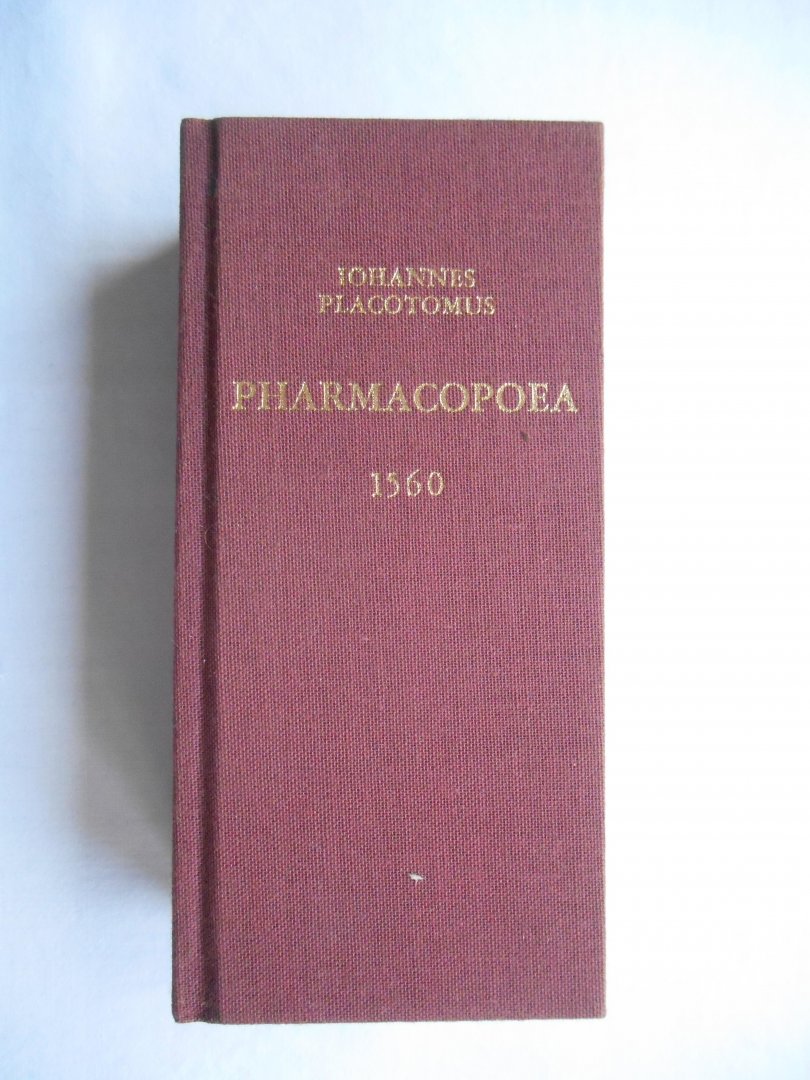 IOHANNES
PLACOTOMUS
PHARMACOPOEA
1560